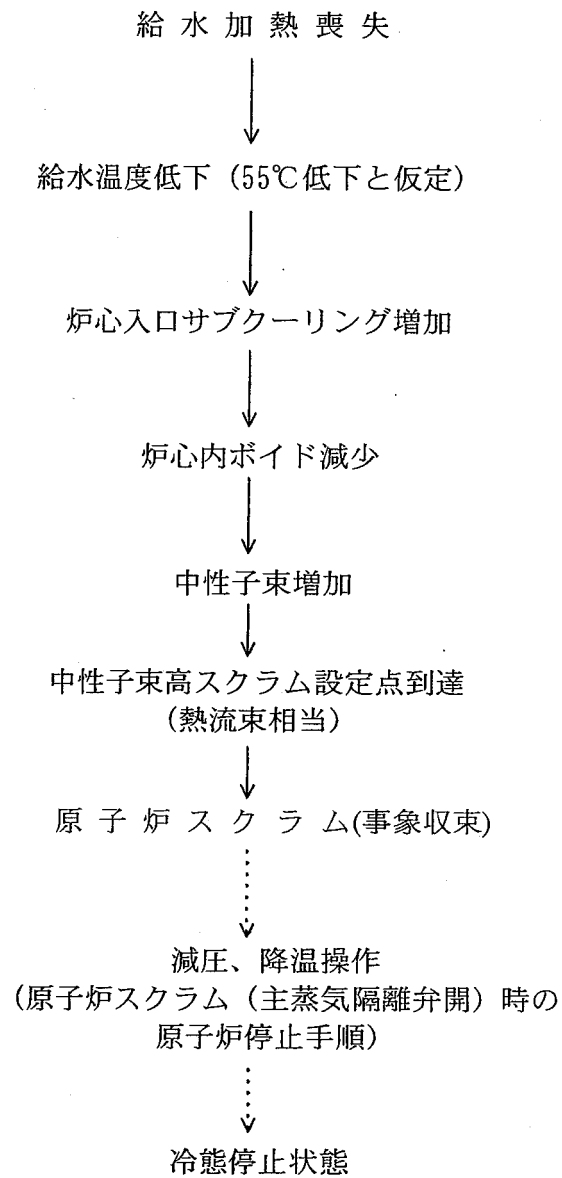 給水加熱喪失
給水温度低下（55℃低下と仮定）
炉心入口サブクーリング増加
炉心内ボイド減少
中性子束増加
中性子束高スクラム設定点到達
（熱流束相当）
原子炉スクラム(事象収束)
減圧、降温操作
（原子炉スクラム（主蒸気隔離弁開）時の
原子炉停止手順）
冷態停止状態